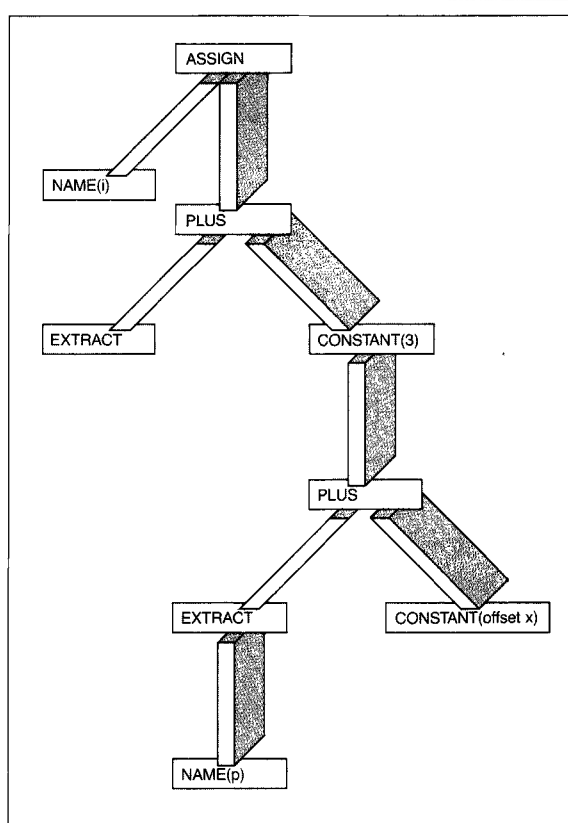 ASSIGN
NAME(i)
PLUS
EXTRACT
CONSTANT(3)
PLUS
EXTRACT
CONSTANT(offset x)
NAME(p)